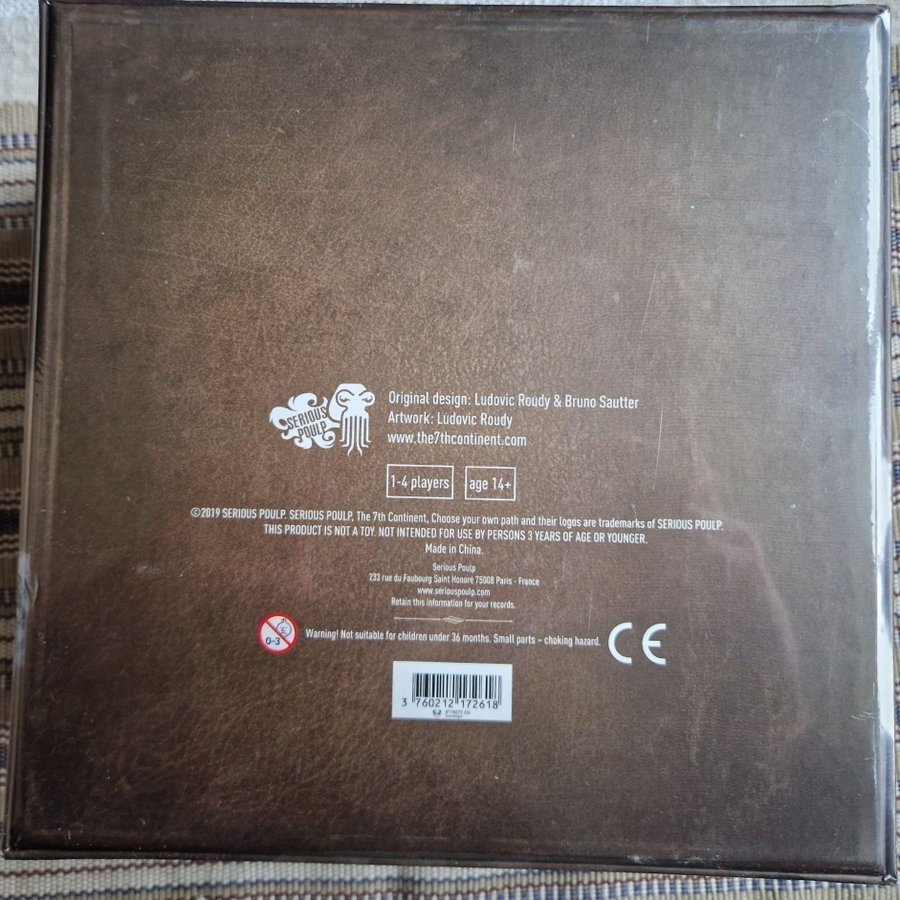 SERIOUS
POULP
Original design: Ludovic Roudy & Bruno Sautter
Artwork: Ludovic Roudy
www.the7thcontinent.com
1-4 players age 14+
©2019 SERIOUS POULP. SERIOUS POULP, The 7th Continent, Choose your own path and their logos are trademarks of SERIOUS POULP.
THIS PRODUCT IS NOT A TOY. NOT INTENDED FOR USE BY PERSONS 3 YEARS OF AGE OR YOUNGER.
Made in China.
Serious Poulp
233 rue du Faubourg Saint Honoré 75008 Paris - France
www.seriouspoulp.com
Retain this information for your records.
0-3 Warning! Not suitable for children under 36 months. Small parts - choking hazard. CE
3 760212 172618